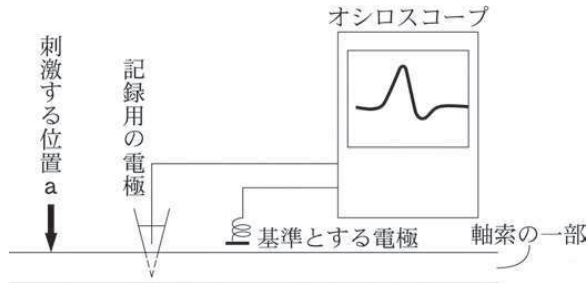 オシロスコープ
刺激する位置a
記録用の電極
基準とする電極
軸索の一部